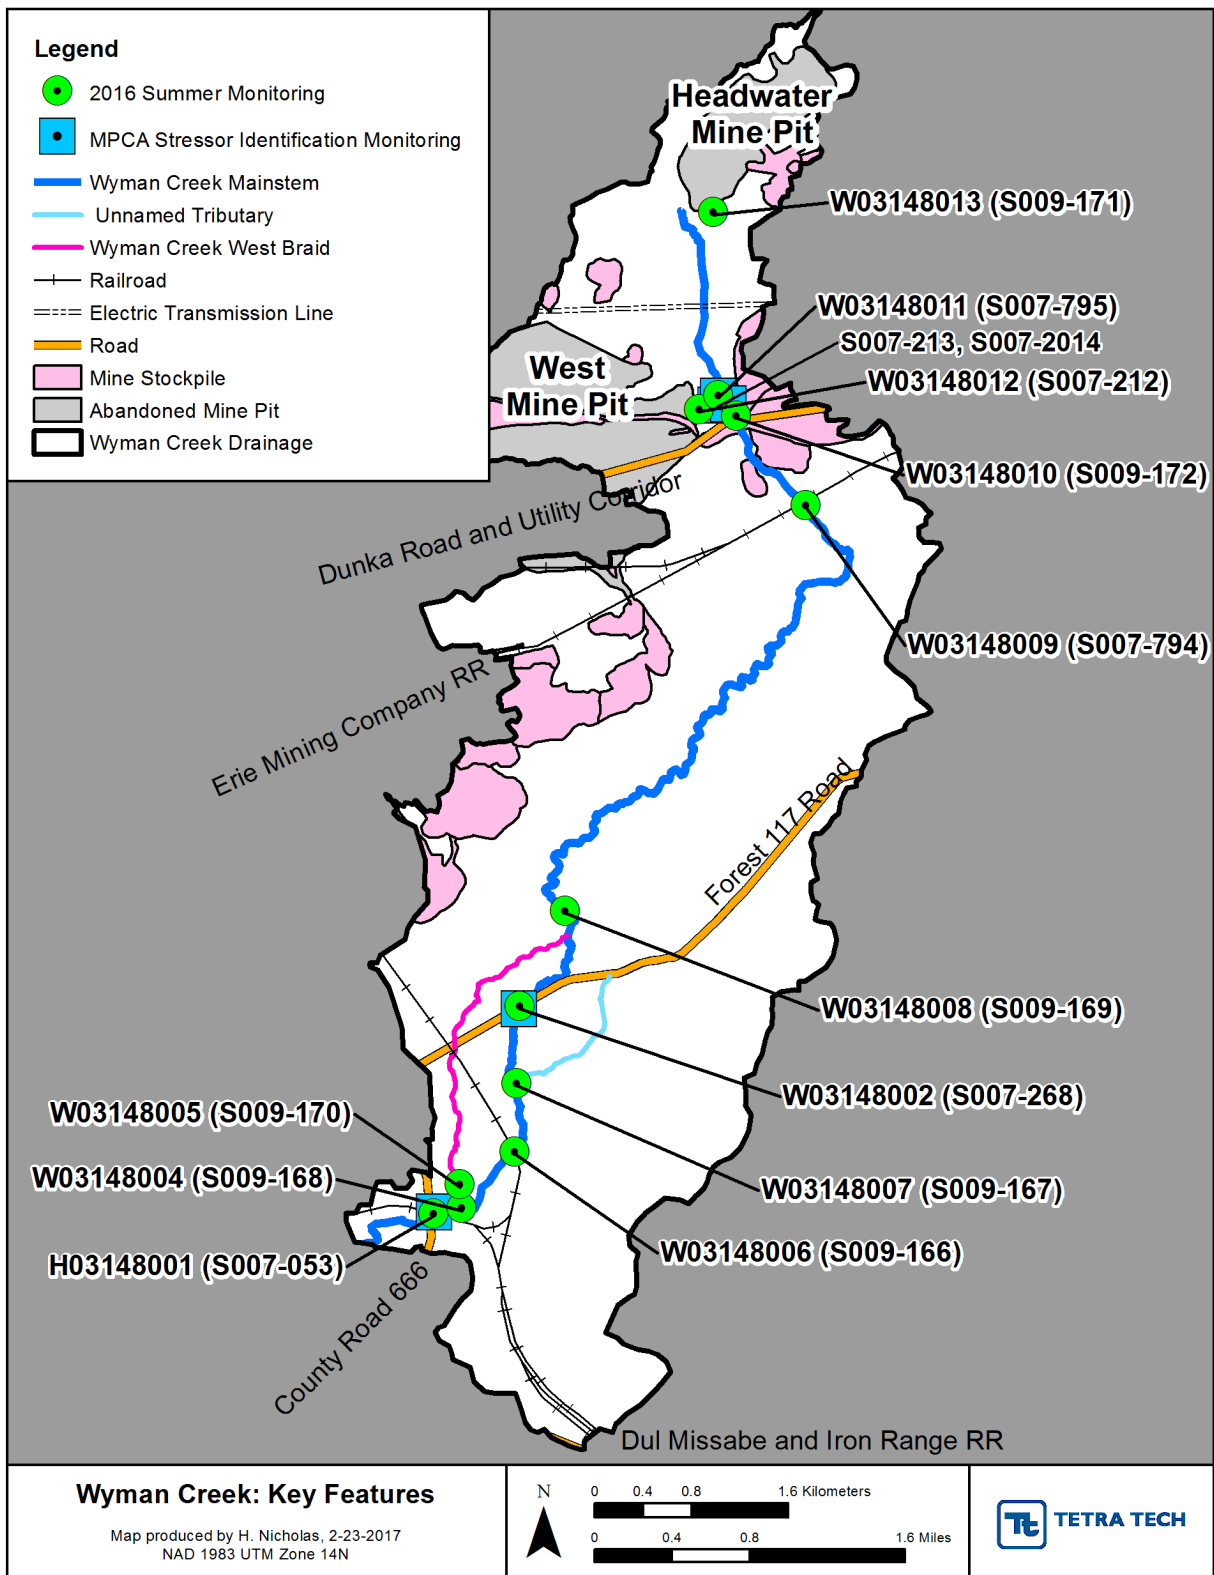 Legend
2016 Summer Monitoring
MPCA Stressor Identification Monitoring
Wyman Creek Mainstem
Unnamed Tributary
Wyman Creek West Braid
Railroad
Electric Transmission Line
Road
Mine Stockpile
Abandoned Mine Pit
Wyman Creek Drainage
Headwater
Mine Pit
W03148013 (S009-171)
W03148011 (S007-795)
S007-213, S007-2014
W03148012 (S007-212)
West
Mine Pit
W03148010 (S009-172)
Dunka Road and Utility Corridor
W03148009 (S007-794)
Erie Mining Company RR
Forest 117 Road
W03148008 (S009-169)
W03148002 (S007-268)
W03148005 (S009-170)
W03148004 (S009-168)
W03148007 (S009-167)
W03148006 (S009-166)
H03148001 (S007-053)
County Road 666
Dul Missabe and Iron Range RR
Wyman Creek: Key Features
Map produced by H. Nicholas, 2-23-2017
NAD 1983 UTM Zone 14N
N
0 0.4 0.8 1.6 Kilometers
0 0.4 0.8 1.6 Miles
Tt TETRA TECH